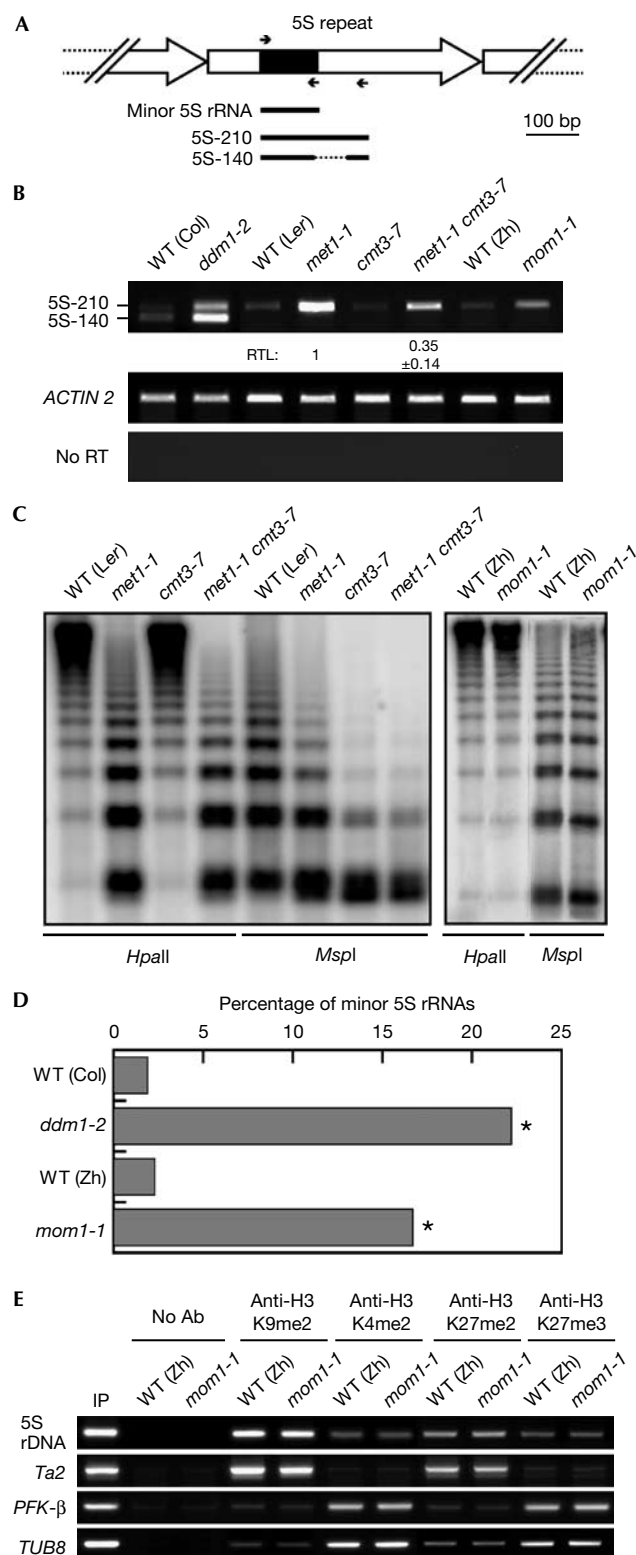 A
5S repeat
Minor 5S rRNA
5S-210
5S-140
100 bp
B
WT (Col)
ddm1-2
WT (Ler)
met1-1
cmt3-7
met1-1 cmt3-7
WT (Zh)
mom1-1
5S-210
5S-140
RTL: 1 0.35 ±0.14
ACTIN 2
No RT
C
WT (Ler)
met1-1
cmt3-7
met1-1 cmt3-7
WT (Ler)
met1-1
cmt3-7
met1-1 cmt3-7
WT (Zh)
mom1-1
WT (Zh)
mom1-1
HpaII MspI HpaII MspI
D
Percentage of minor 5S rRNAs
0 5 10 15 20 25
WT (Col)
ddm1-2 *
WT (Zh)
mom1-1 *
E
No Ab
Anti-H3 K9me2
Anti-H3 K4me2
Anti-H3 K27me2
Anti-H3 K27me3
IP
WT (Zh)
mom1-1
WT (Zh)
mom1-1
WT (Zh)
mom1-1
WT (Zh)
mom1-1
WT (Zh)
mom1-1
5S
rDNA
Ta2
PFK-β
TUB8